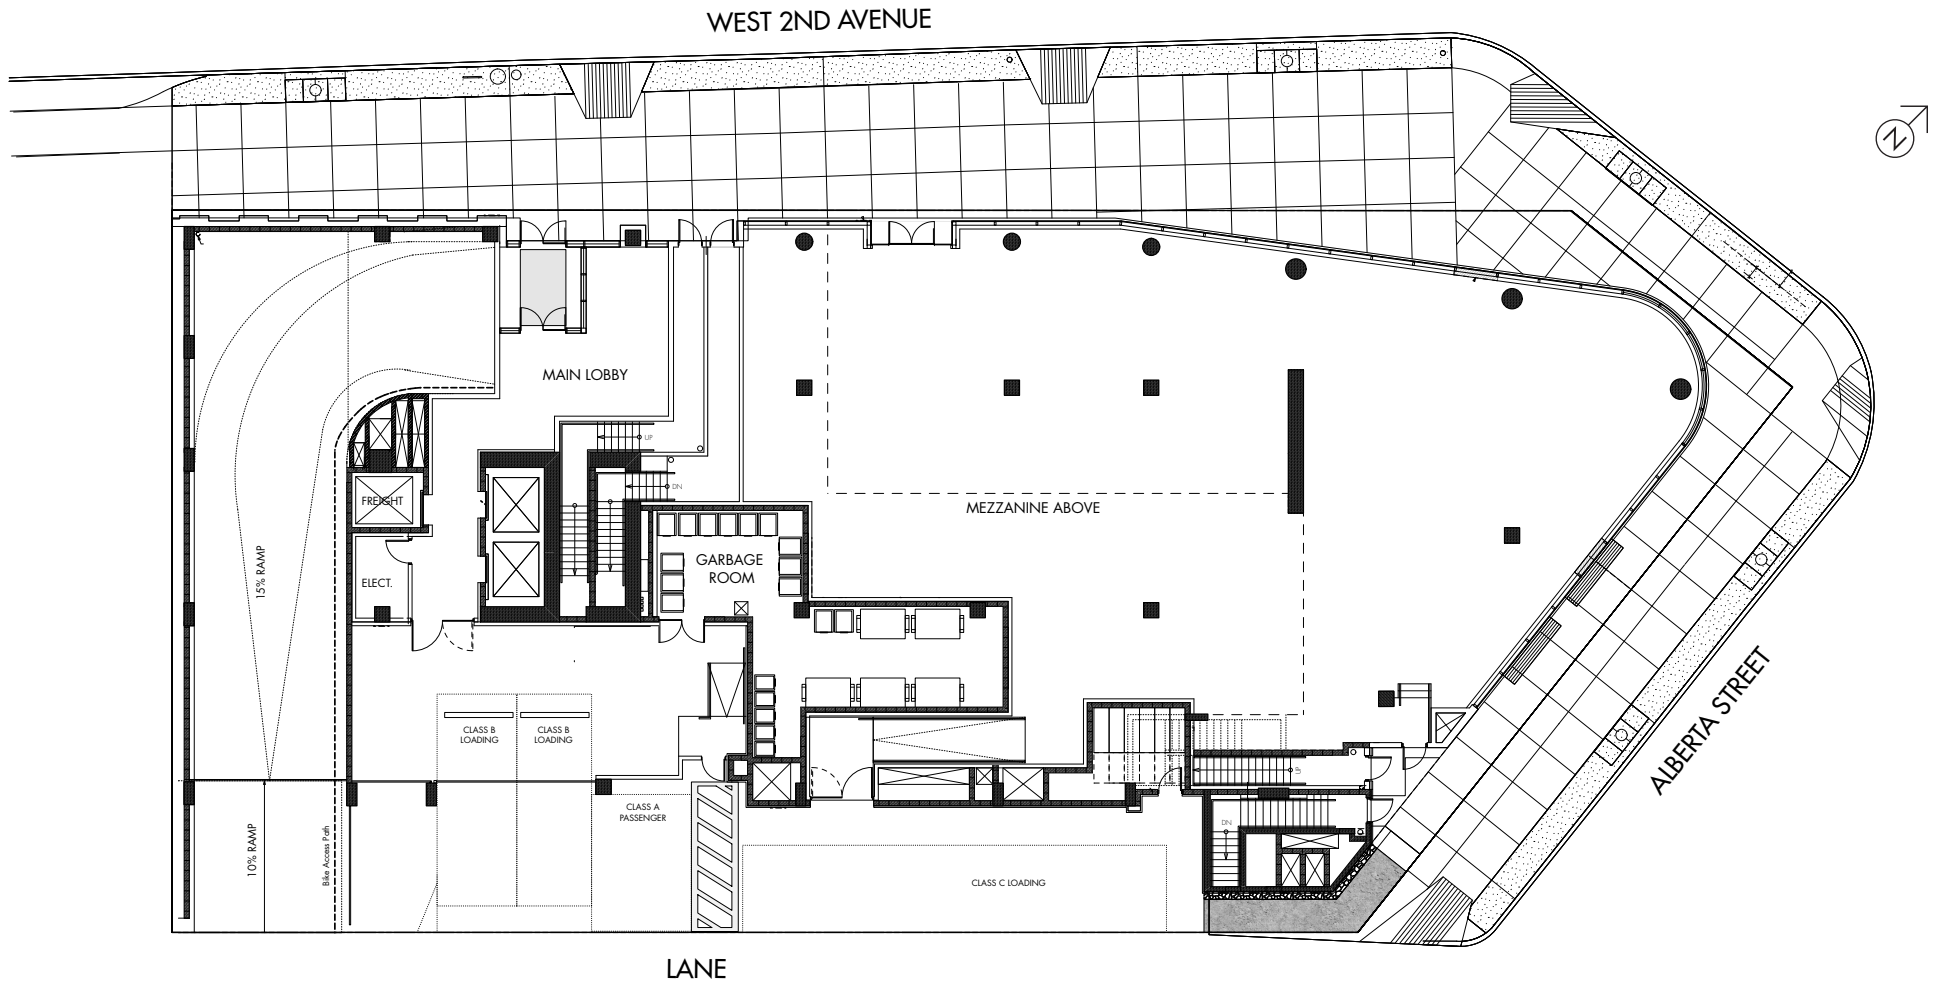 WEST 2ND AVENUE
N
MAIN LOBBY
UP
DN
FREIGHT
MEZZANINE ABOVE
GARBAGE
ROOM
15% RAMP
ELECT.
CLASS B
LOADING
CLASS B
LOADING
ALBERTA STREET
UP
CLASS A
PASSENGER
DN
10% RAMP
Bike Access Path
CLASS C LOADING
LANE